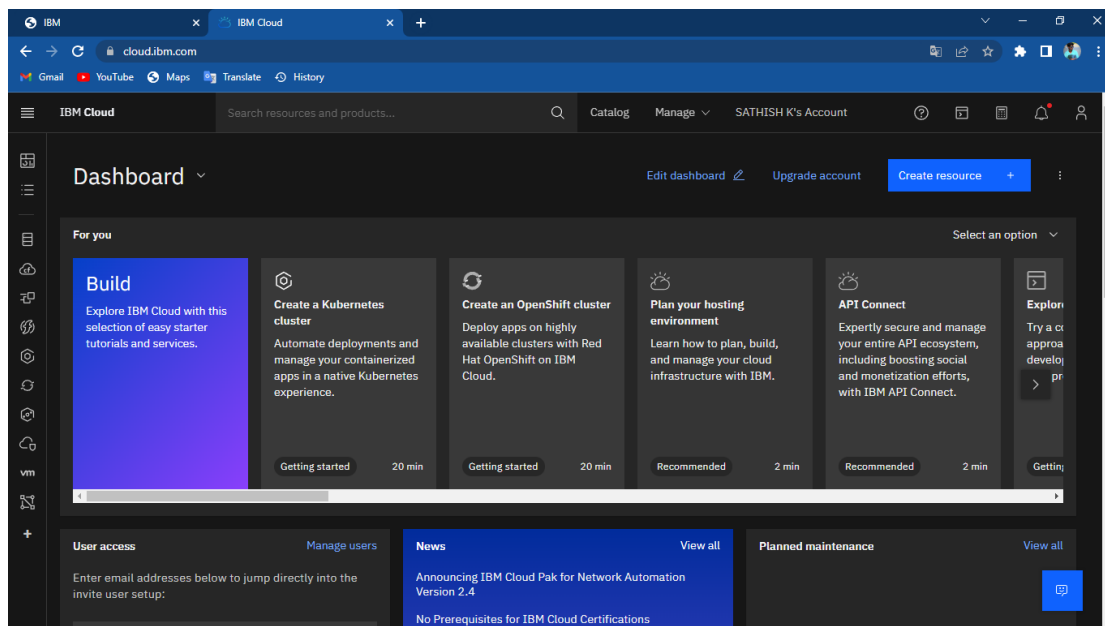 IBM
IBM Cloud
cloud.ibm.com
Gmail
YouTube
Maps
Translate
History
IBM Cloud
Search resources and products...
Catalog
Manage
SATHISH K's Account
Dashboard
Edit dashboard
Upgrade account
Create resource +
For you
Select an option
Build
Explore IBM Cloud with this
selection of easy starter
tutorials and services.
Create a Kubernetes
cluster
Automate deployments and
manage your containerized
apps in a native Kubernetes
experience.
Getting started
20 min
Create an OpenShift cluster
Deploy apps on highly
available clusters with Red
Hat OpenShift on IBM
Cloud.
Getting started
20 min
Plan your hosting
environment
Learn how to plan, build,
and manage your cloud
infrastructure with IBM.
Recommended
2 min
API Connect
Expertly secure and manage
your entire API ecosystem,
including boosting social
and monetization efforts,
with IBM API Connect.
Recommended
2 min
Try a
vm
User access
Manage users
Enter email addresses below to jump directly into the
invite user setup:
News
View all
Announcing IBM Cloud Pak for Network Automation
Version 2.4
No Prerequisites for IBM Cloud Certifications
Planned maintenance
View all